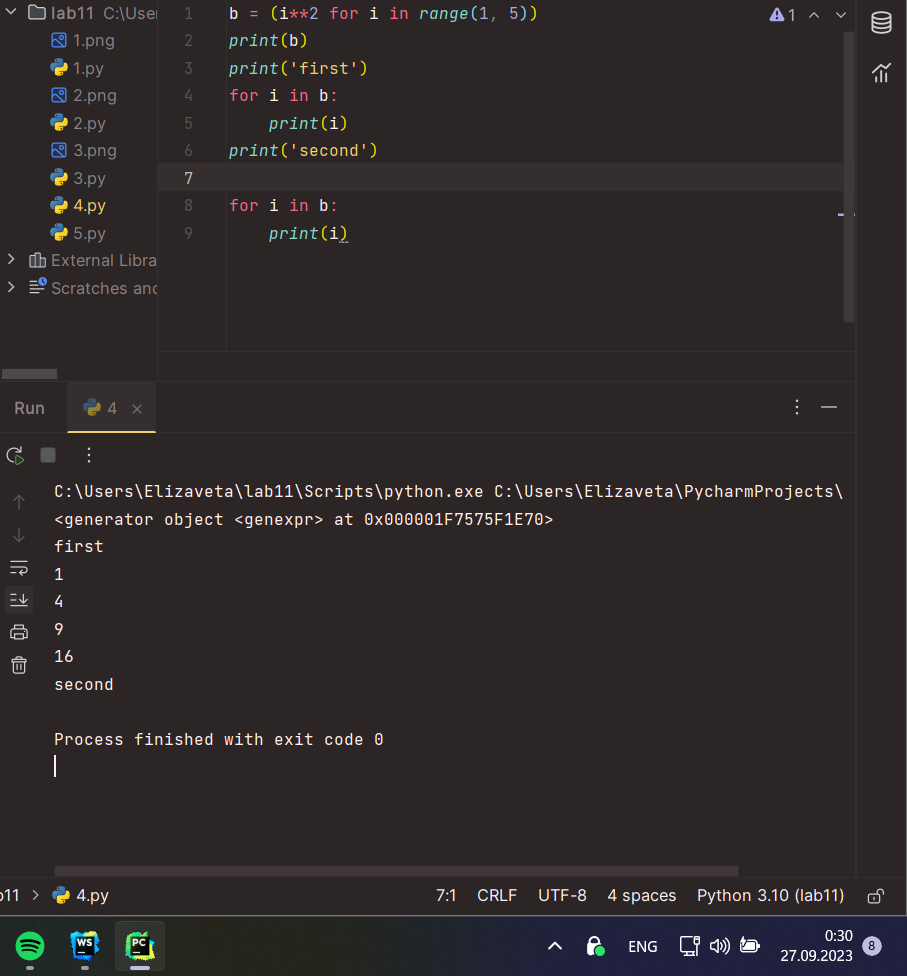 lab11 C:\User
1.png
1.py
2.png
2.py
3.png
3.py
4.py
5.py
External Libra
Scratches and
1 b = (i**2 for i in range(1, 5))
2 print(b)
3 print('first')
4 for i in b:
5     print(i)
6 print('second')
7
8 for i in b:
9     print(i)
1
Run
4
C:\Users\Elizaveta\lab11\Scripts\python.exe C:\Users\Elizaveta\PycharmProjects\
<generator object <genexpr> at 0x000001F7575F1E70>
first
1
4
9
16
second
Process finished with exit code 0
b11 > 4.py 7:1 CRLF UTF-8 4 spaces Python 3.10 (lab11)
WS PC ENG 0:30 8
27.09.2023